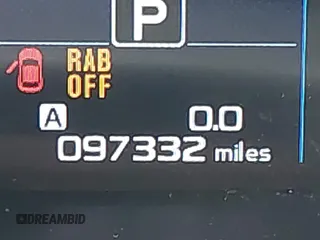 P
RAB
OFF
A 0.0
097332 miles
DREAMBID